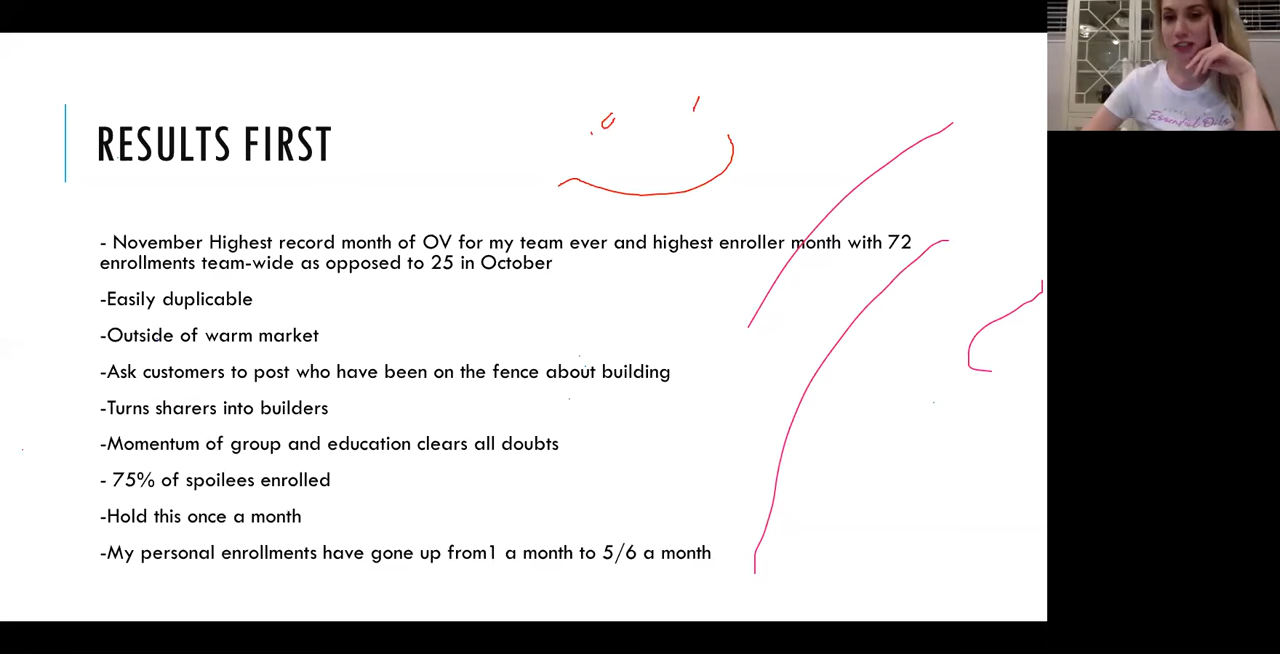 RESULTS FIRST
- November Highest record month of OV for my team ever and highest enroller month with 72
enrollments team-wide as opposed to 25 in October
-Easily duplicable
-Outside of warm market
-Ask customers to post who have been on the fence about building
-Turns sharers into builders
-Momentum of group and education clears all doubts
- 75% of spoilees enrolled
-Hold this once a month
-My personal enrollments have gone up from1 a month to 5/6 a month
Essential Oils